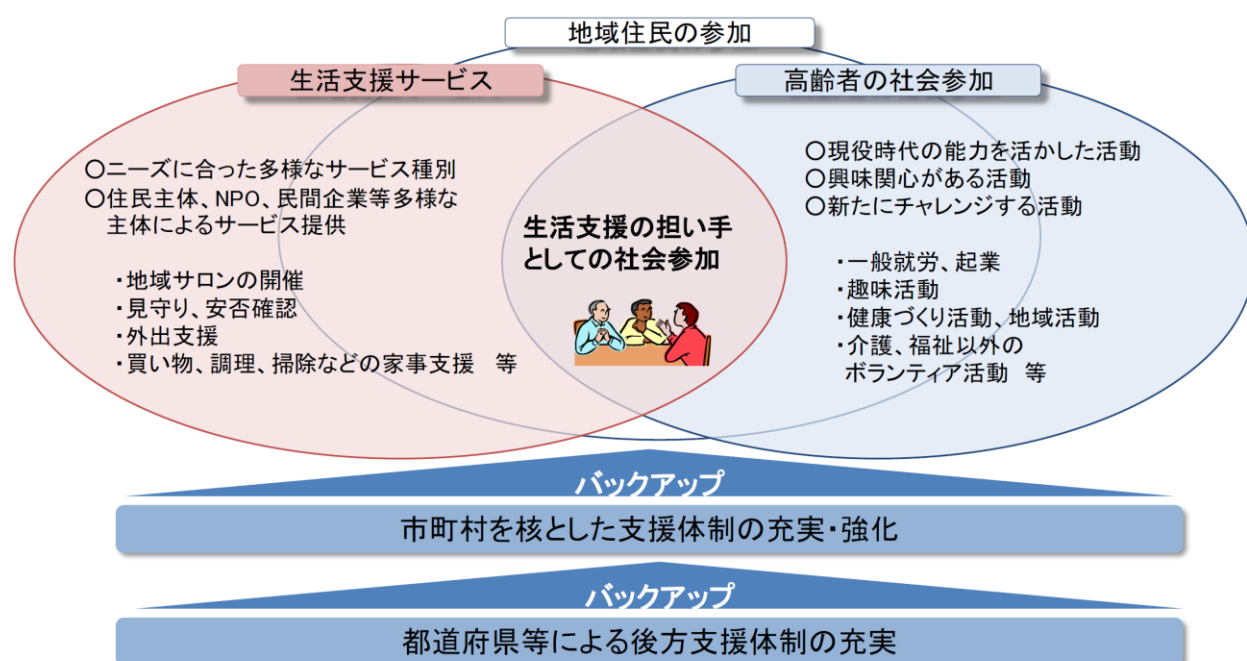 地域住民の参加
生活支援サービス
高齢者の社会参加
○ニーズに合った多様なサービス種別
○住民主体、NPO、民間企業等多様な
主体によるサービス提供
・地域サロンの開催
・見守り、安否確認
・外出支援
・買い物、調理、掃除などの家事支援　等
生活支援の担い手
としての社会参加
○現役時代の能力を活かした活動
○興味関心がある活動
○新たにチャレンジする活動
・一般就労、起業
・趣味活動
・健康づくり活動、地域活動
・介護、福祉以外の
ボランティア活動　等
バックアップ
市町村を核とした支援体制の充実・強化
バックアップ
都道府県等による後方支援体制の充実